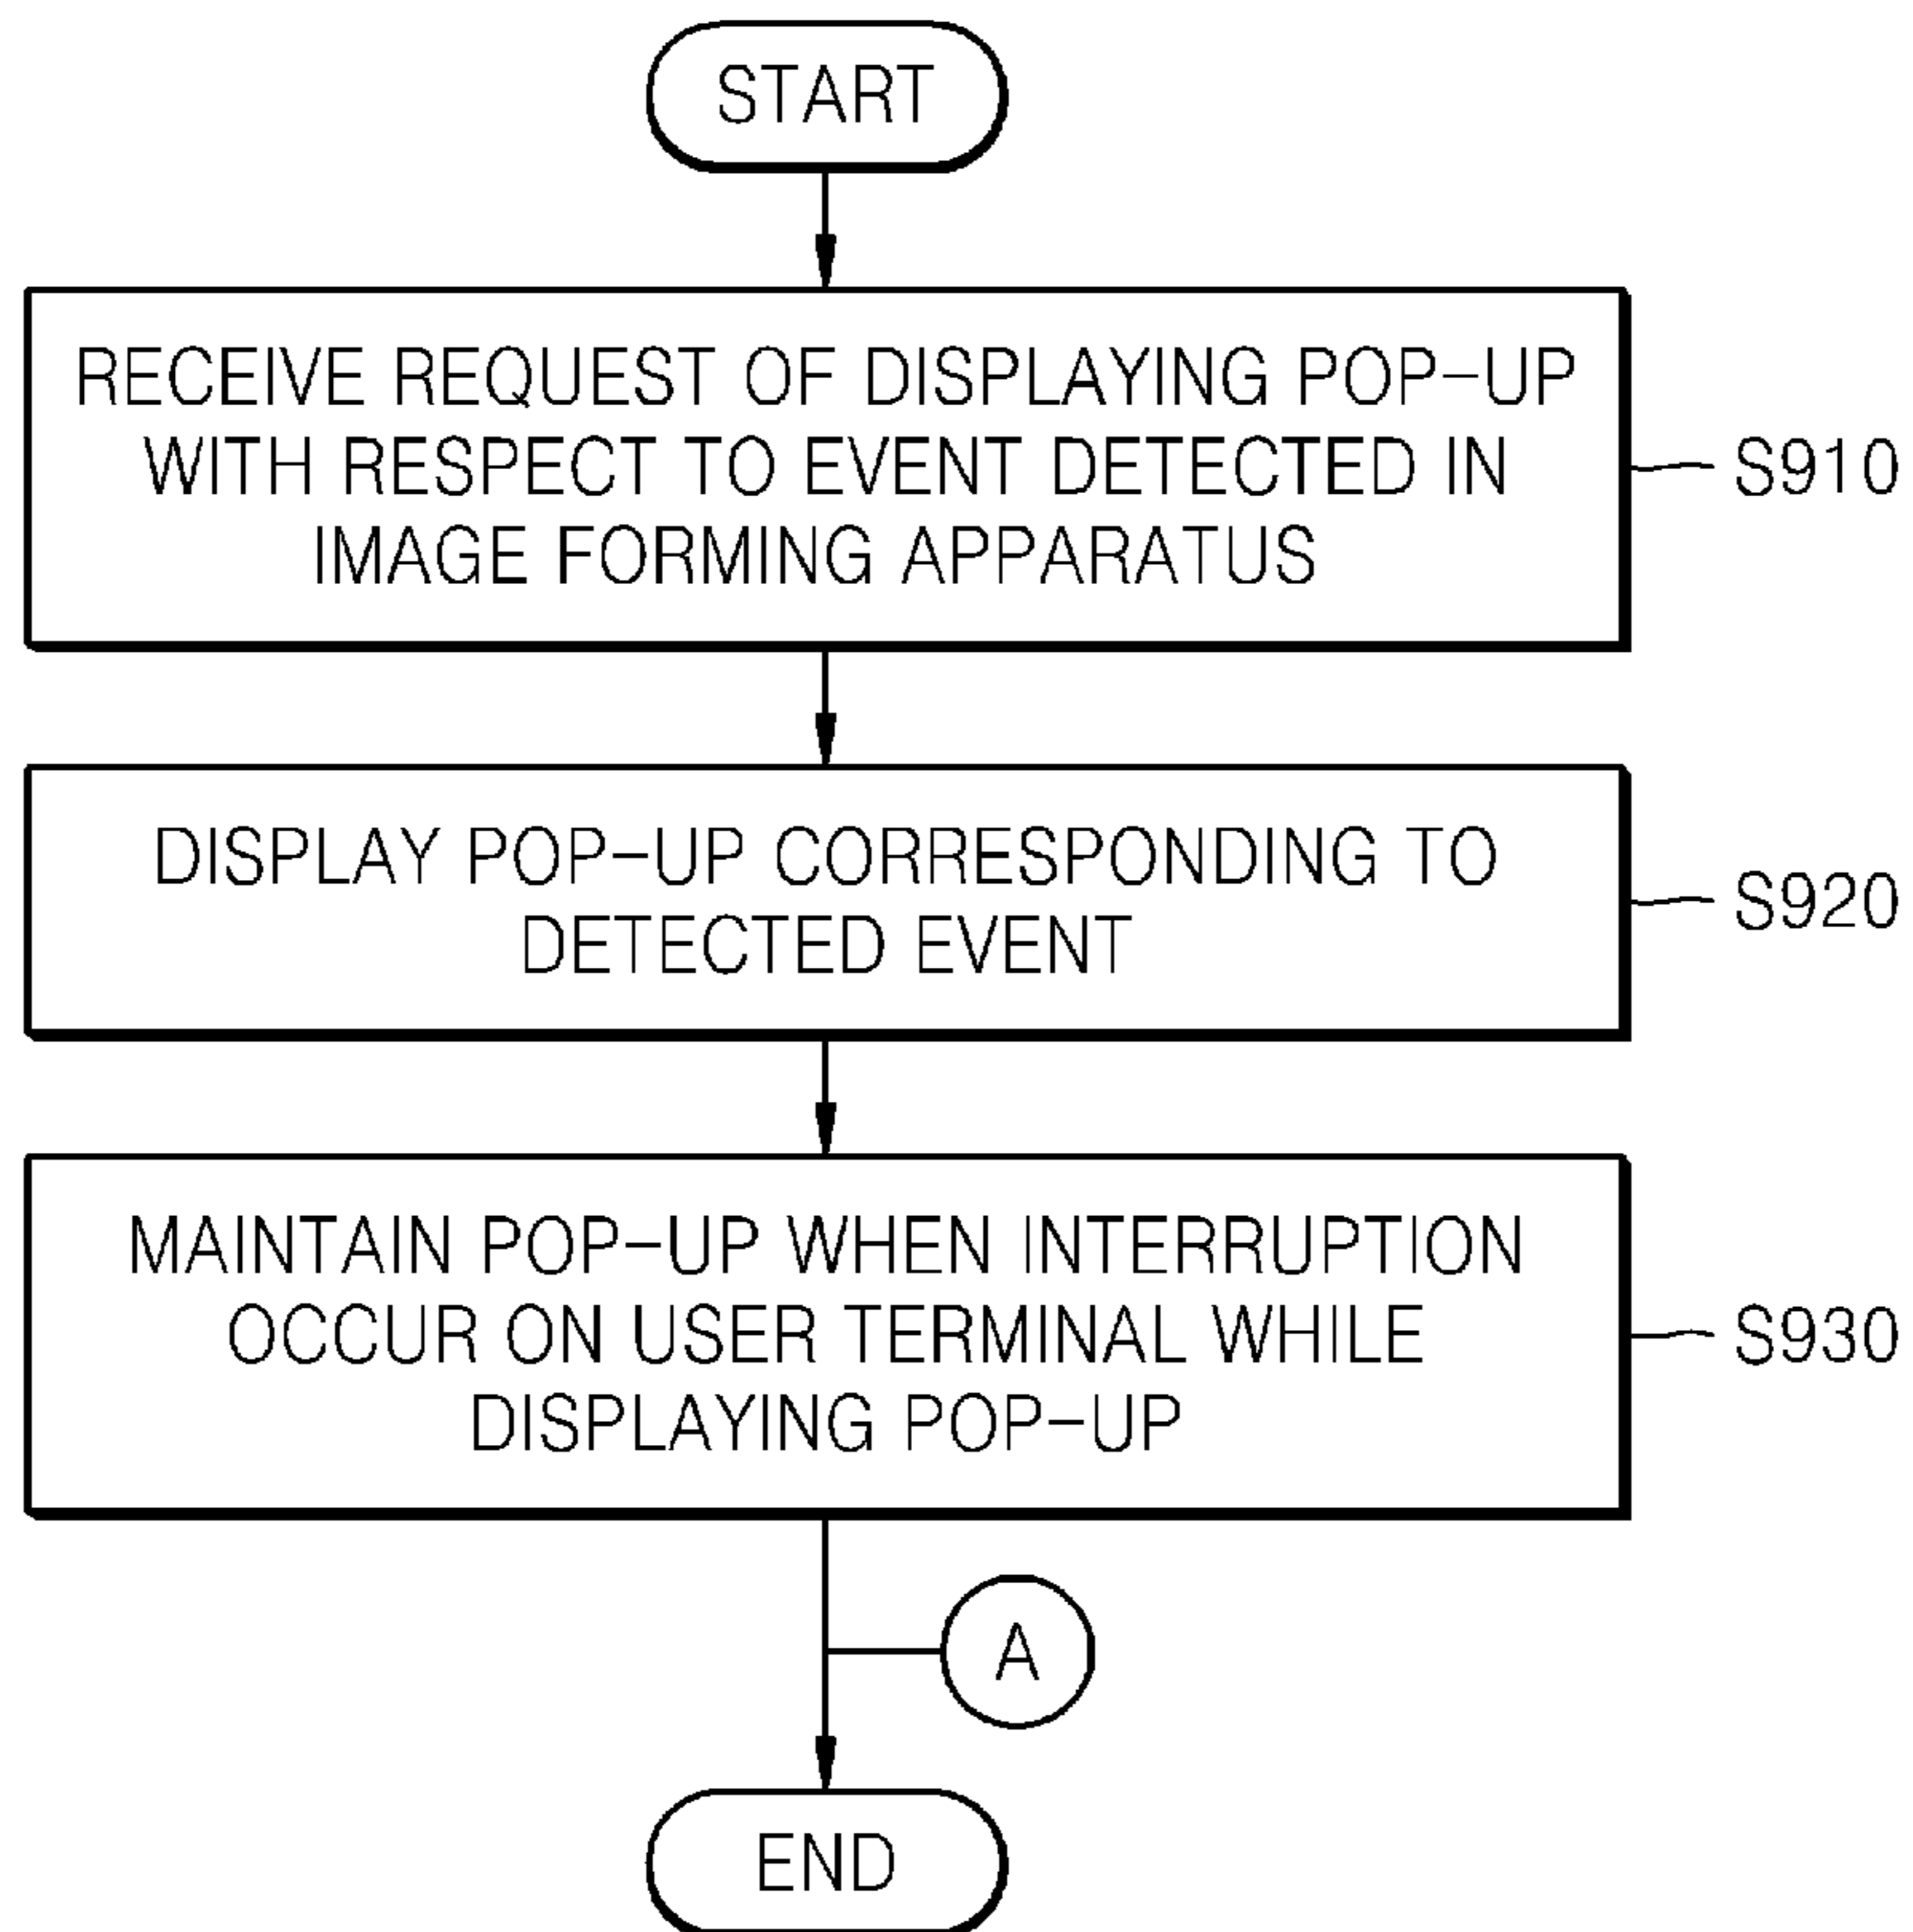 START
RECEIVE REQUEST OF DISPLAYING POP-UP
WITH RESPECT TO EVENT DETECTED IN
IMAGE FORMING APPARATUS
S910
DISPLAY POP-UP CORRESPONDING TO
DETECTED EVENT
S920
MAINTAIN POP-UP WHEN INTERRUPTION
OCCUR ON USER TERMINAL WHILE
DISPLAYING POP-UP
S930
A
END